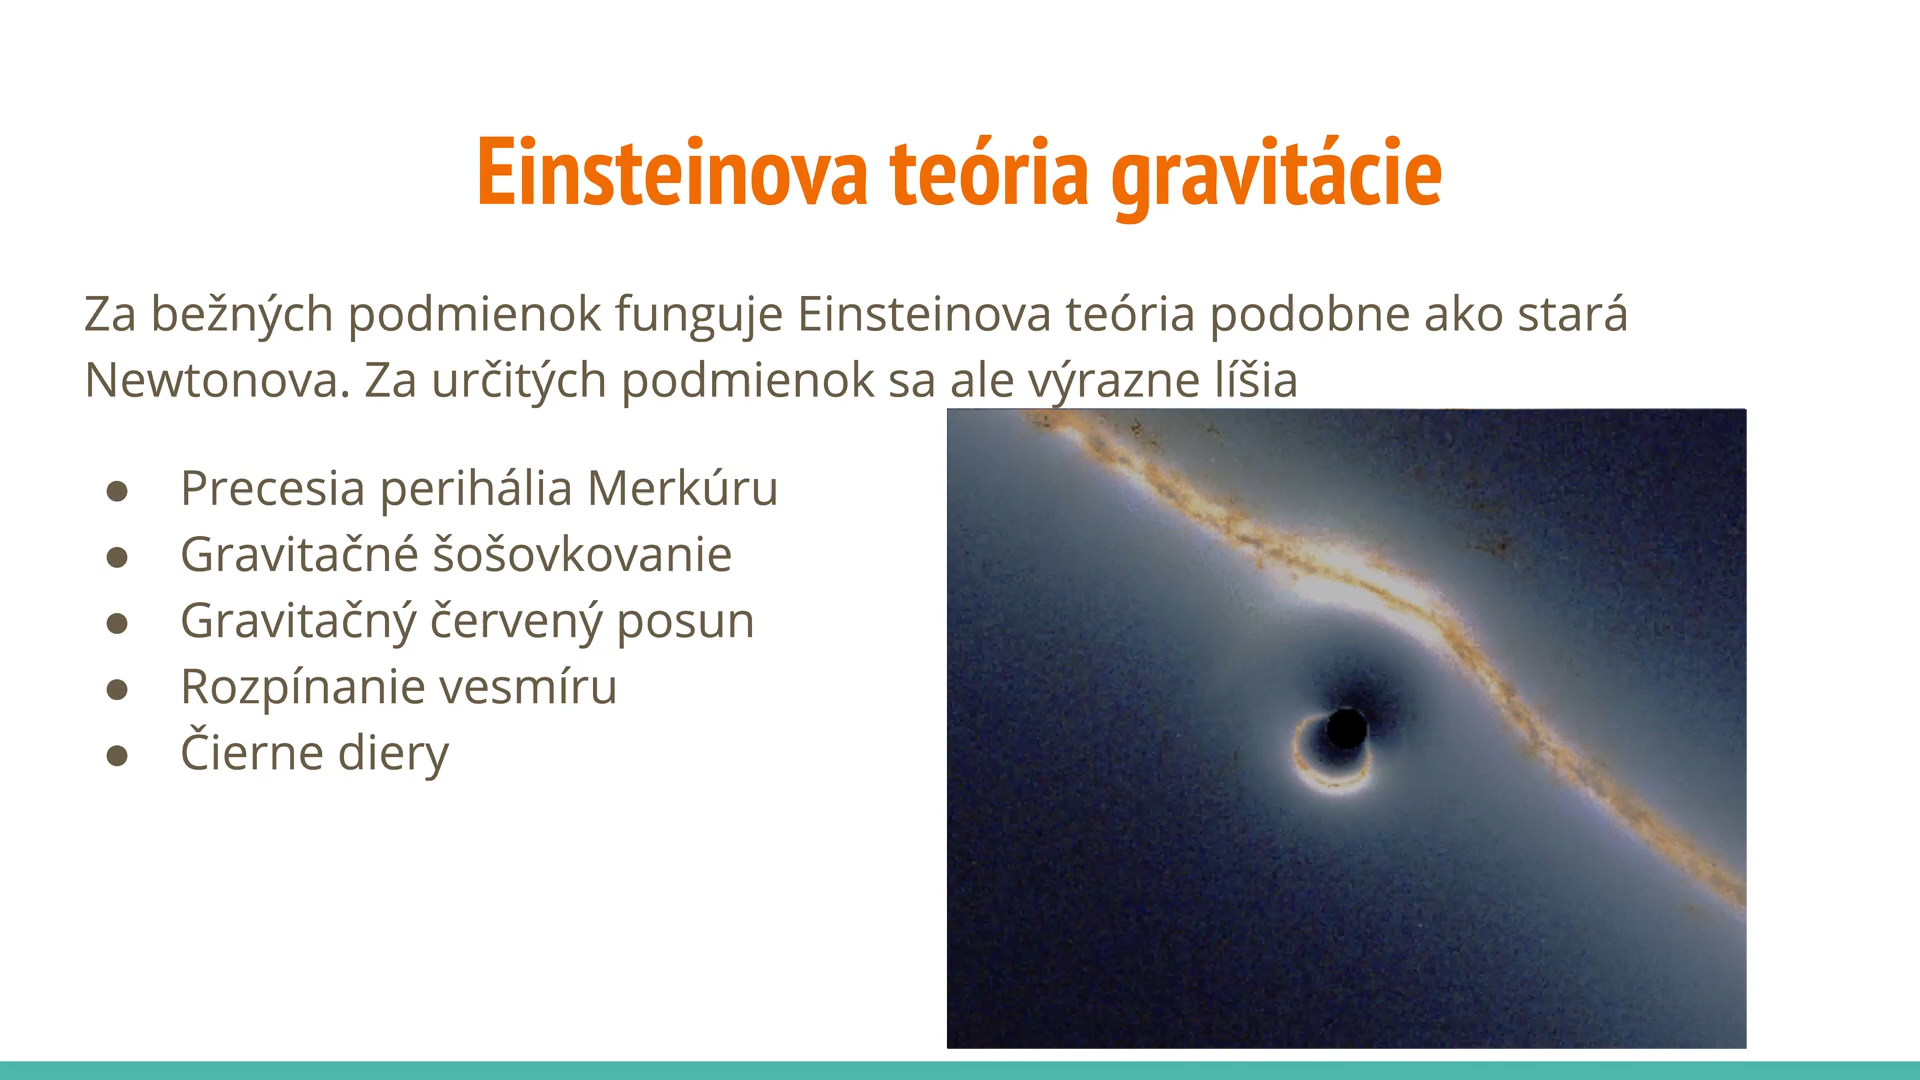 Einsteinova teória gravitácie
Za bežných podmienok funguje Einsteinova teória podobne ako stará
Newtonova. Za určitých podmienok sa ale výrazne líšia
● Precesia perihália Merkúru
● Gravitačné šošovkovanie
● Gravitačný červený posun
● Rozpínanie vesmíru
● Čierne diery